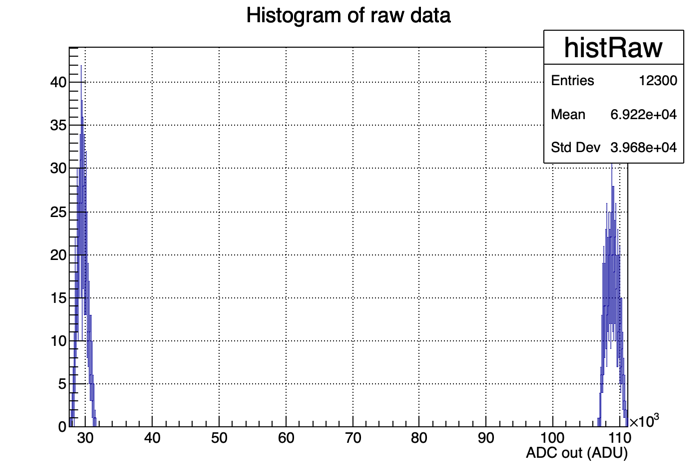 Histogram of raw data
histRaw
Entries 12300
Mean 6.922e+04
Std Dev 3.968e+04
40
35
30
25
20
15
10
5
0
30 40 50 60 70 80 90 100 110 ×10³
ADC out (ADU)